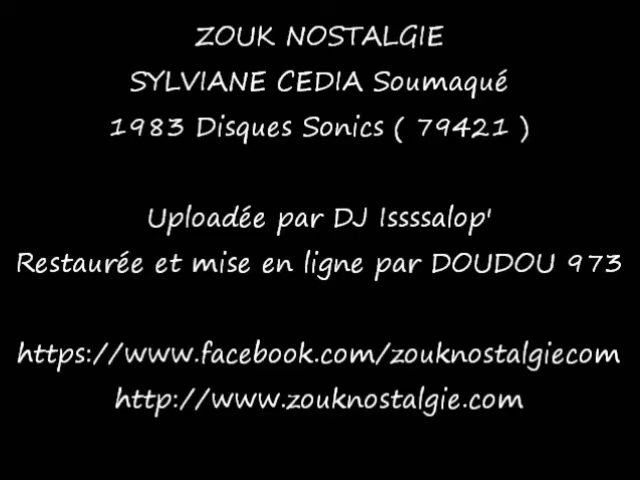 ZOUK NOSTALGIE
SYLVIANE CEDIA Soumaqué
1983 Disques Sonics ( 79421 )
Uploadée par DJ Issssalop'
Restaurée et mise en ligne par DOUDOU 973
https://www.facebook.com/zouknostalgiecom
http://www.zouknostalgie.com